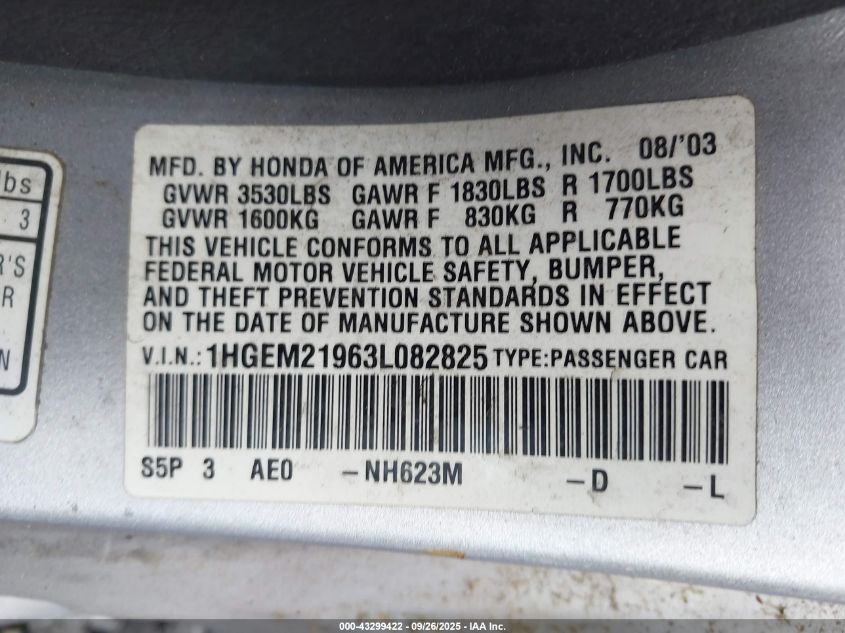 lbs
3
R'S
R
N
MFD. BY HONDA OF AMERICA MFG., INC. 08/'03
GVWR 3530LBS GAWR F 1830LBS R 1700LBS
GVWR 1600KG GAWR F 830KG R 770KG
THIS VEHICLE CONFORMS TO ALL APPLICABLE
FEDERAL MOTOR VEHICLE SAFETY, BUMPER,
AND THEFT PREVENTION STANDARDS IN EFFECT
ON THE DATE OF MANUFACTURE SHOWN ABOVE.
V.I.N.: 1HGEM21963L082825 TYPE:PASSENGER CAR
S5P 3 AE0 -NH623M -D -L
000-43299422 - 09/26/2025 - IAA Inc.